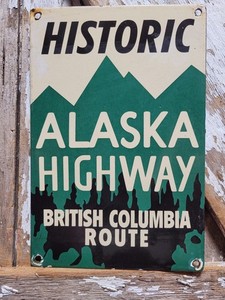 HISTORIC
ALASKA
HIGHWAY
BRITISH COLUMBIA
ROUTE